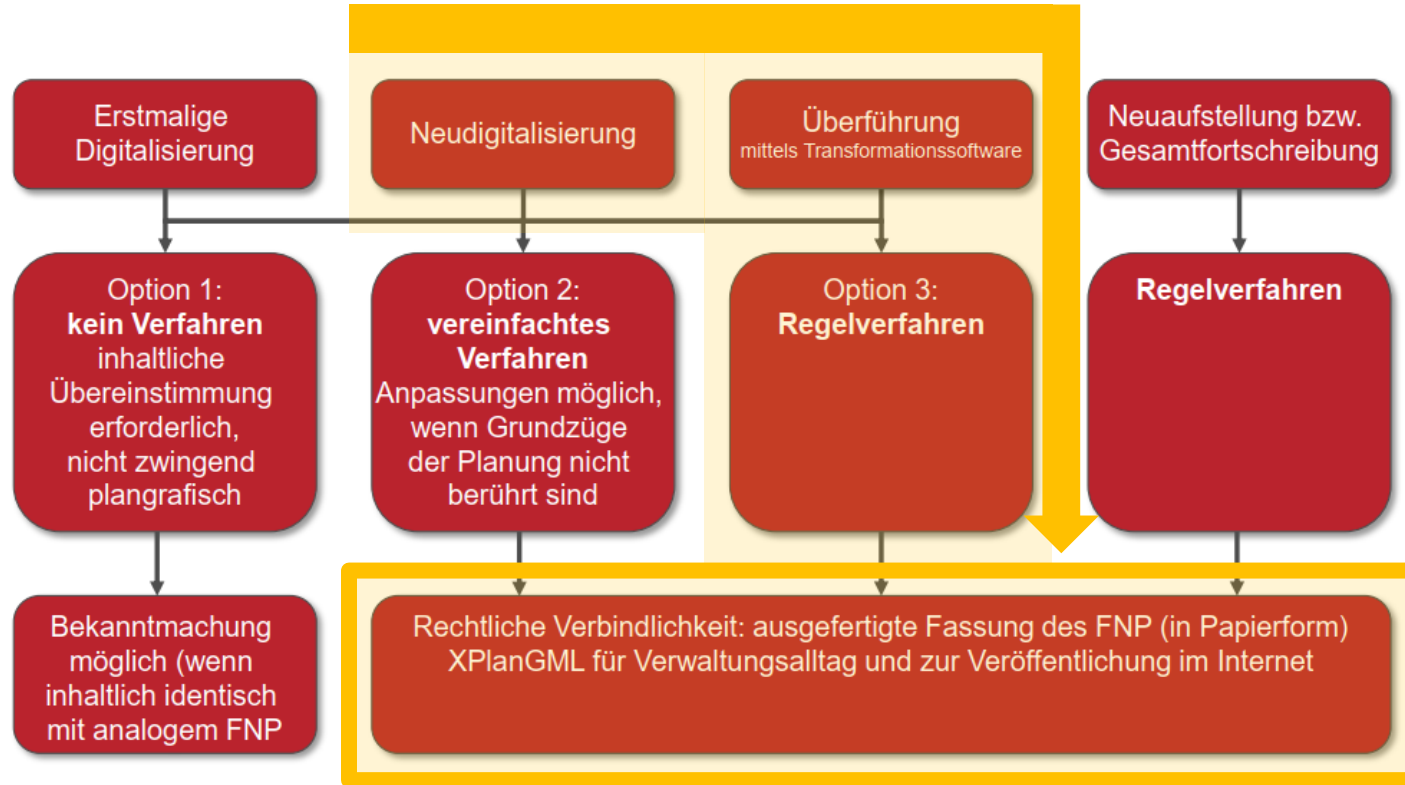 Erstmalige
Digitalisierung
Neudigitalisierung
Überführung
mittels Transformationssoftware
Neuaufstellung bzw.
Gesamtfortschreibung
Option 1:
kein Verfahren
inhaltliche
Übereinstimmung
erforderlich,
nicht zwingend
plangrafisch
Option 2:
vereinfachtes
Verfahren
Anpassungen möglich,
wenn Grundzüge
der Planung nicht
berührt sind
Option 3:
Regelverfahren
Regelverfahren
Bekanntmachung
möglich (wenn
inhaltlich identisch
mit analogem FNP
Rechtliche Verbindlichkeit: ausgefertigte Fassung des FNP (in Papierform)
XPlanGML für Verwaltungsalltag und zur Veröffentlichung im Internet